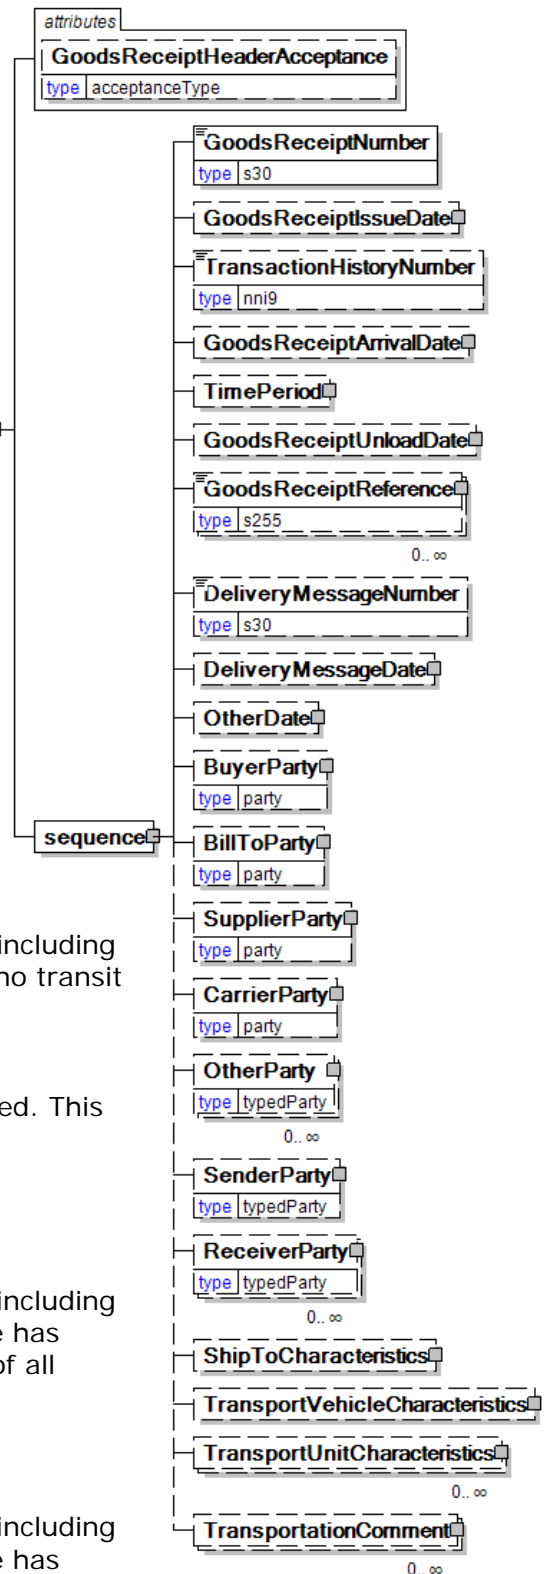 attributes
GoodsReceiptHeaderAcceptance
type acceptanceType
GoodsReceiptNumber
type s30
GoodsReceiptIssueDate
TransactionHistoryNumber
type nni9
GoodsReceiptArrivalDate
TimePeriod
GoodsReceiptUnloadDate
GoodsReceiptReference
type s255
0.. ∞
DeliveryMessageNumber
type s30
DeliveryMessageDate
OtherDate
BuyerParty
type party
sequence
BillToParty
type party
SupplierParty
type party
including
no transit
CarrierParty
type party
OtherParty
type typedParty
0.. ∞
ed. This
SenderParty
type typedParty
ReceiverParty
type typedParty
0.. ∞
including
e has
of all
ShipToCharacteristics
TransportVehicleCharacteristics
TransportUnitCharacteristics
0.. ∞
including
e has
TransportationComment
0.. ∞